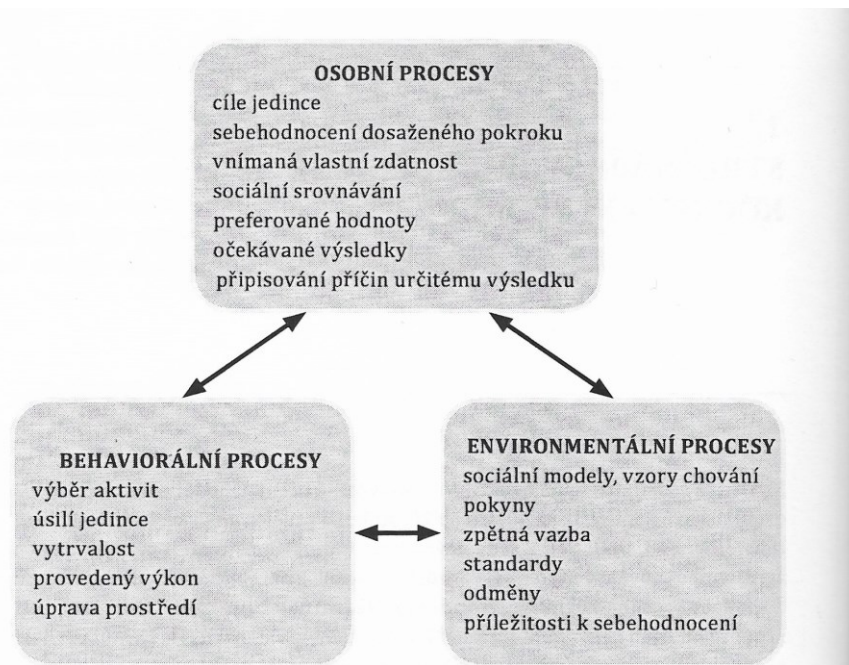 OSOBNÍ PROCESY
cíle jedince
sebehodnocení dosaženého pokroku
vnímaná vlastní zdatnost
sociální srovnávání
preferované hodnoty
očekávané výsledky
připisování příčin určitému výsledku
BEHAVIORÁLNÍ PROCESY
výběr aktivit
úsilí jedince
vytrvalost
provedený výkon
úprava prostředí
ENVIRONMENTÁLNÍ PROCESY
sociální modely, vzory chování
pokyny
zpětná vazba
standardy
odměny
příležitosti k sebehodnocení